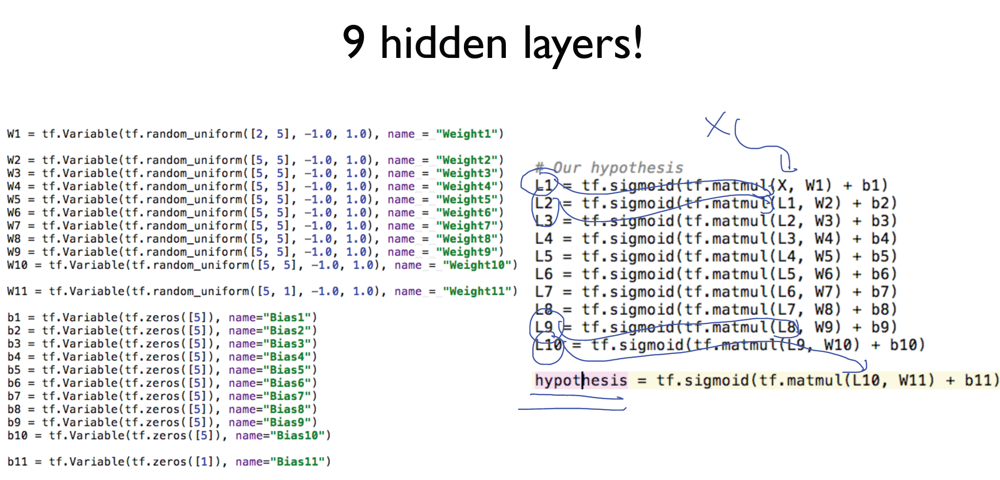 9 hidden layers!
W1 = tf.Variable(tf.random_uniform([2, 5], -1.0, 1.0), name = "Weight1")
W2 = tf.Variable(tf.random_uniform([5, 5], -1.0, 1.0), name = "Weight2")
W3 = tf.Variable(tf.random_uniform([5, 5], -1.0, 1.0), name = "Weight3")
W4 = tf.Variable(tf.random_uniform([5, 5], -1.0, 1.0), name = "Weight4")
W5 = tf.Variable(tf.random_uniform([5, 5], -1.0, 1.0), name = "Weight5")
W6 = tf.Variable(tf.random_uniform([5, 5], -1.0, 1.0), name = "Weight6")
W7 = tf.Variable(tf.random_uniform([5, 5], -1.0, 1.0), name = "Weight7")
W8 = tf.Variable(tf.random_uniform([5, 5], -1.0, 1.0), name = "Weight8")
W9 = tf.Variable(tf.random_uniform([5, 5], -1.0, 1.0), name = "Weight9")
W10 = tf.Variable(tf.random_uniform([5, 5], -1.0, 1.0), name = "Weight10")
W11 = tf.Variable(tf.random_uniform([5, 1], -1.0, 1.0), name = "Weight11")
b1 = tf.Variable(tf.zeros([5]), name="Bias1")
b2 = tf.Variable(tf.zeros([5]), name="Bias2")
b3 = tf.Variable(tf.zeros([5]), name="Bias3")
b4 = tf.Variable(tf.zeros([5]), name="Bias4")
b5 = tf.Variable(tf.zeros([5]), name="Bias5")
b6 = tf.Variable(tf.zeros([5]), name="Bias6")
b7 = tf.Variable(tf.zeros([5]), name="Bias7")
b8 = tf.Variable(tf.zeros([5]), name="Bias8")
b9 = tf.Variable(tf.zeros([5]), name="Bias9")
b10 = tf.Variable(tf.zeros([5]), name="Bias10")
b11 = tf.Variable(tf.zeros([1]), name="Bias11")
X
# Our hypothesis
L1 = tf.sigmoid(tf.matmul(X, W1) + b1)
L2 = tf.sigmoid(tf.matmul(L1, W2) + b2)
L3 = tf.sigmoid(tf.matmul(L2, W3) + b3)
L4 = tf.sigmoid(tf.matmul(L3, W4) + b4)
L5 = tf.sigmoid(tf.matmul(L4, W5) + b5)
L6 = tf.sigmoid(tf.matmul(L5, W6) + b6)
L7 = tf.sigmoid(tf.matmul(L6, W7) + b7)
L8 = tf.sigmoid(tf.matmul(L7, W8) + b8)
L9 = tf.sigmoid(tf.matmul(L8, W9) + b9)
L10 = tf.sigmoid(tf.matmul(L9, W10) + b10)
hypothesis = tf.sigmoid(tf.matmul(L10, W11) + b11)